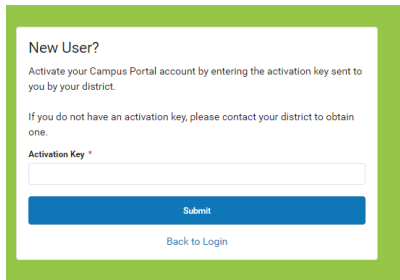 New User?
Activate your Campus Portal account by entering the activation key sent to
you by your district.
If you do not have an activation key, please contact your district to obtain
one.
Activation Key *
Submit
Back to Login